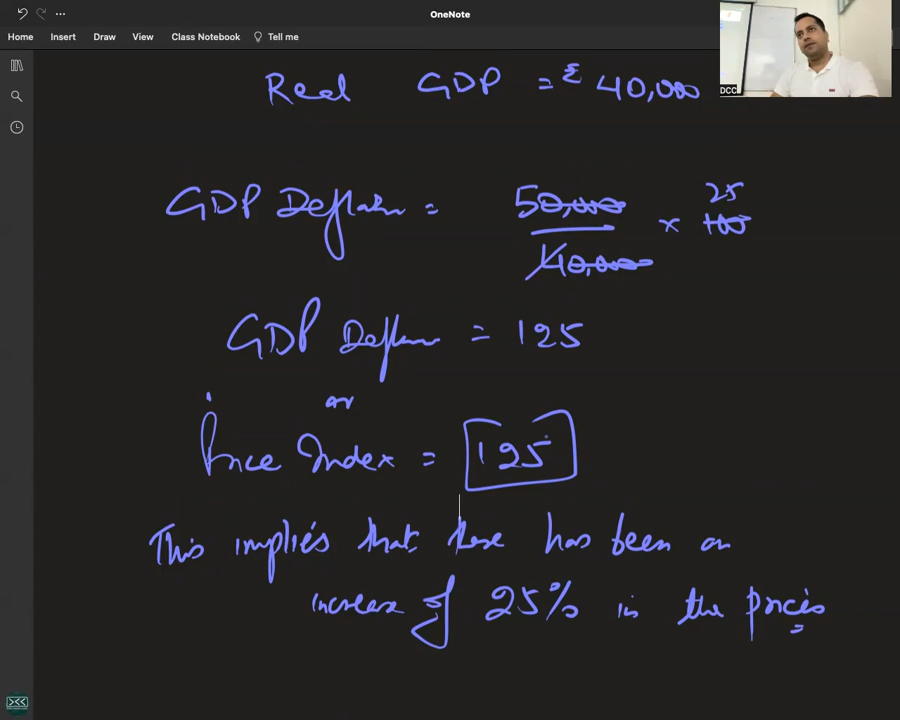 OneNote
Home Insert Draw View Class Notebook Tell me
DCC
Real GDP = ₹ 40,000
GDP Deflator = 50,000 / 40,000 × 100 25
GDP Deflator = 125
or
Price Index = 125
This implies that, there has been an
increase of 25% in the prices